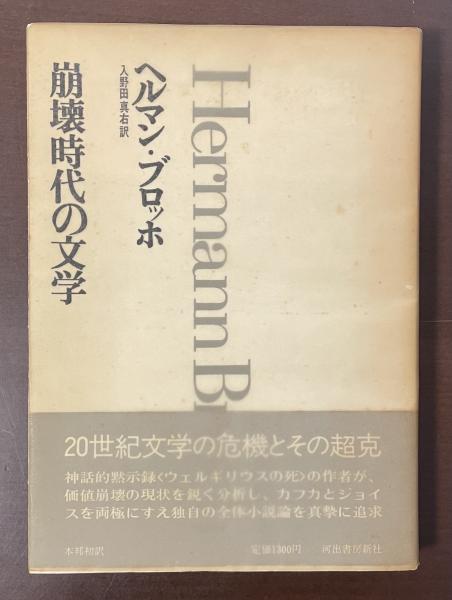 崩壊時代の文学
ヘルマン・ブロッホ
入野田真右訳
Hermann Br
20世紀文学の危機とその超克
神話的黙示録〈ウェルギリウスの死〉の作者が、
価値崩壊の現状を鋭く分析し、カフカとジョイ
スを両極にすえ独自の全体小説論を真摯に追求
本邦初訳
定価1300円
河出書房新社